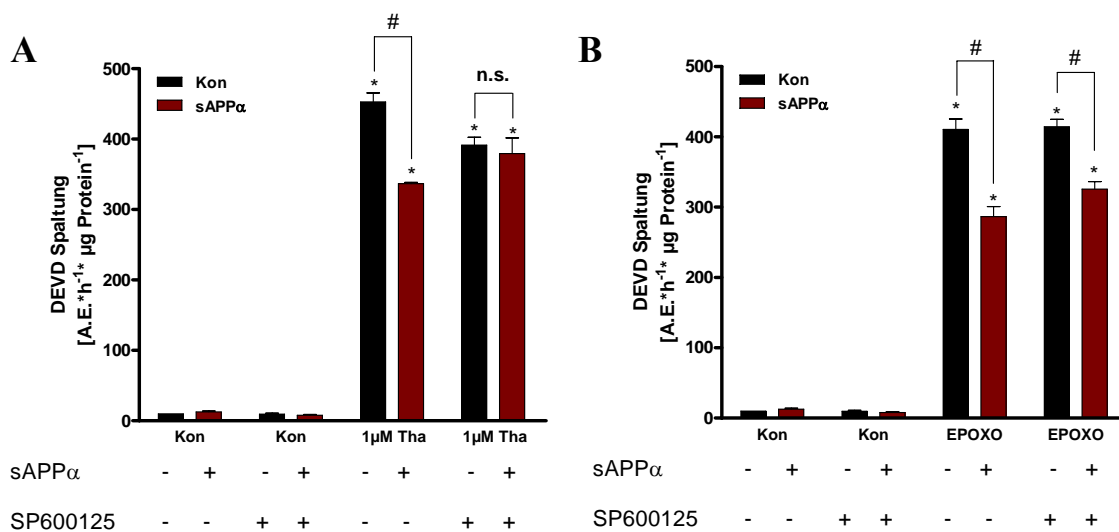 A
DEVD Spaltung
[A.E.*h-1* µg Protein-1]
500
400
300
200
100
0
Kon
sAPPα
#
n.s.
* * * *
Kon Kon 1µM Tha 1µM Tha
sAPPα - + - + - + - +
SP600125 - - + + - - + +
B
DEVD Spaltung
[A.E.*h-1* µg Protein-1]
500
400
300
200
100
0
Kon
sAPPα
# #
* * * *
Kon Kon EPOXO EPOXO
sAPPα - + - + - + - +
SP600125 - - + + - - + +